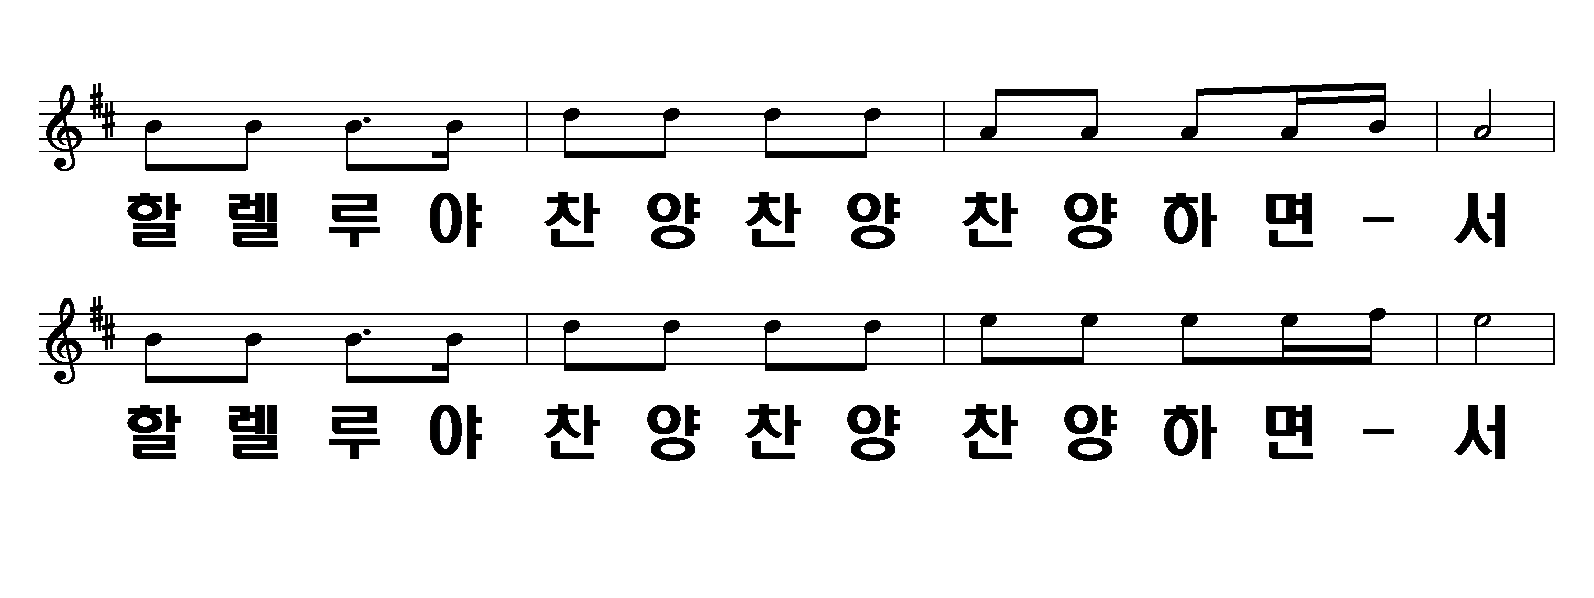 할 렐 루 야 찬 양 찬 양 찬 양 하 면 - 서
할 렐 루 야 찬 양 찬 양 찬 양 하 면 - 서